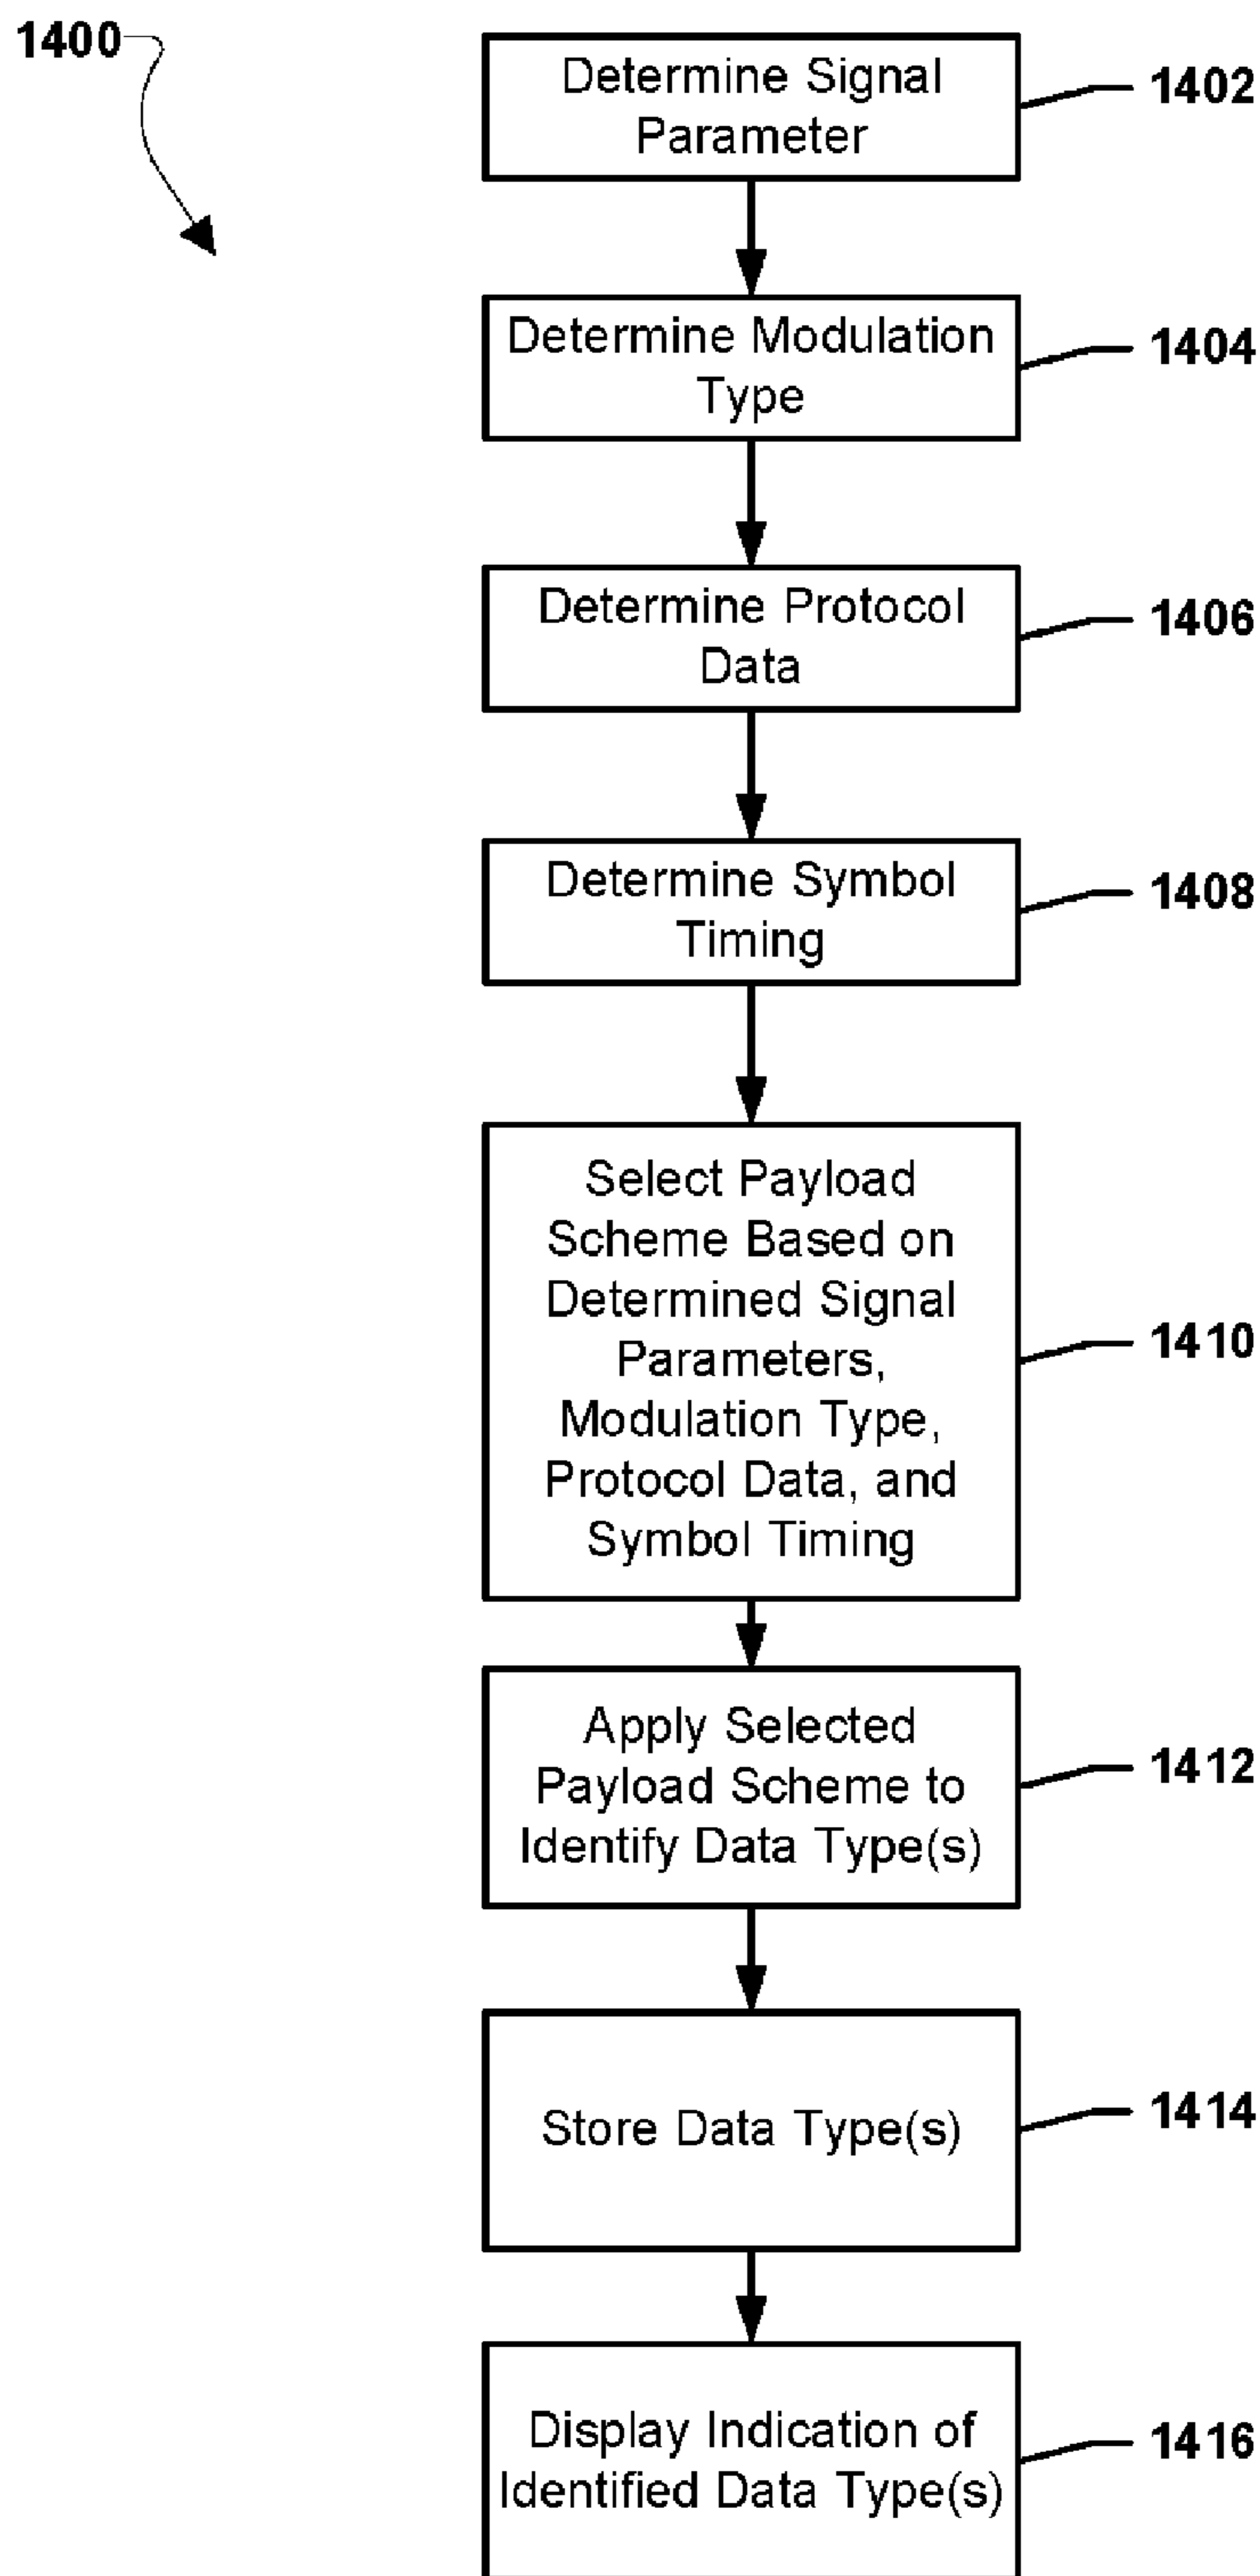 1400
Determine Signal
Parameter
1402
Determine Modulation
Type
1404
Determine Protocol
Data
1406
Determine Symbol
Timing
1408
Select Payload
Scheme Based on
Determined Signal
Parameters,
Modulation Type,
Protocol Data, and
Symbol Timing
1410
Apply Selected
Payload Scheme to
Identify Data Type(s)
1412
Store Data Type(s)
1414
Display Indication of
Identified Data Type(s)
1416